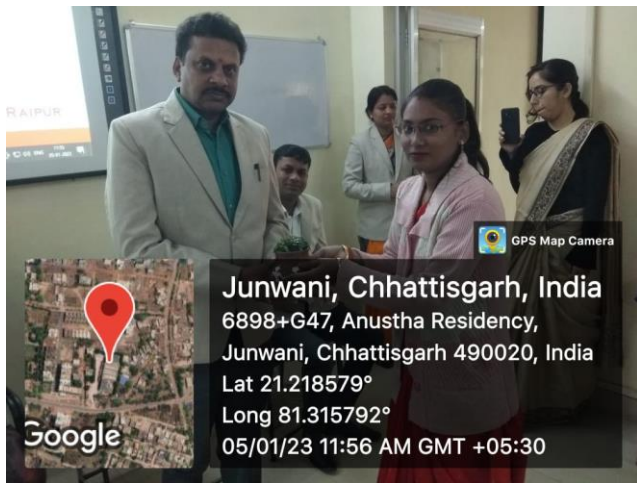 RAIPUR
GPS Map Camera
Junwani, Chhattisgarh, India
6898+G47, Anustha Residency,
Junwani, Chhattisgarh 490020, India
Lat 21.218579°
Long 81.315792°
05/01/23 11:56 AM GMT +05:30
Google